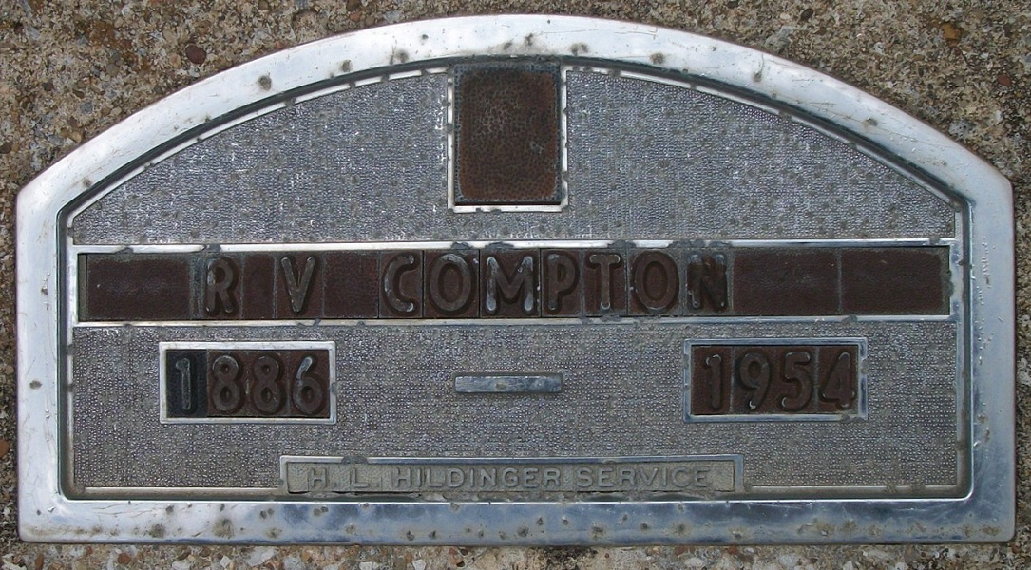 R V COMPTON
1886 — 1954
H. L. HILDINGER SERVICE